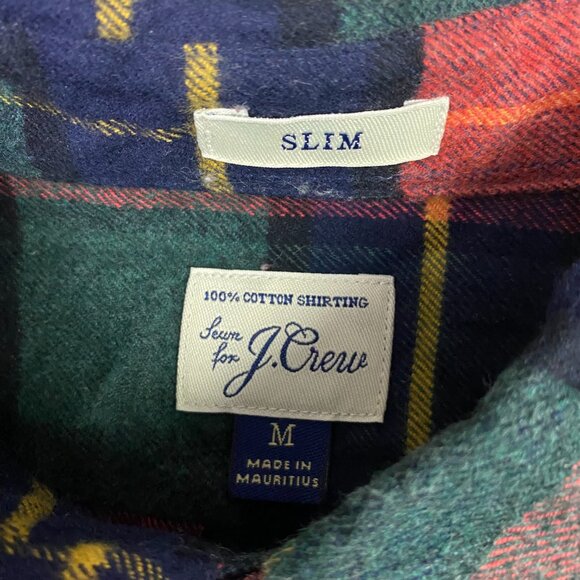 SLIM
100% COTTON SHIRTING
Sewn
for J.Crew
M
MADE IN
MAURITIUS